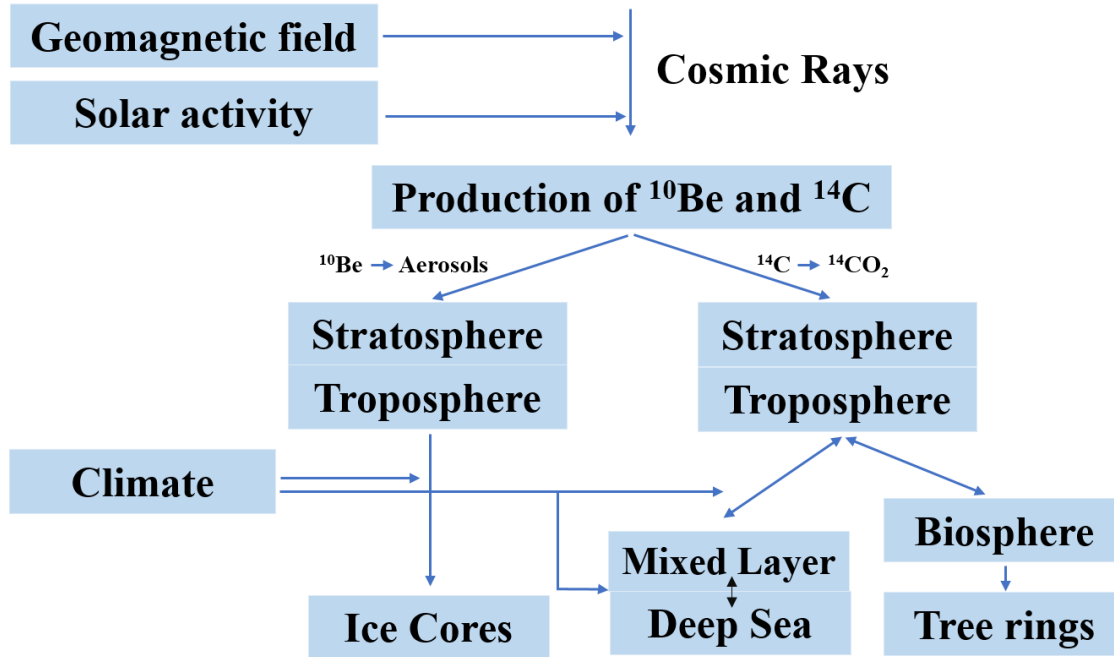 Geomagnetic field
Cosmic Rays
Solar activity
Production of ¹⁰Be and ¹⁴C
¹⁰Be → Aerosols
¹⁴C → ¹⁴CO₂
Stratosphere
Troposphere
Stratosphere
Troposphere
Climate
Biosphere
Mixed Layer
Ice Cores
Deep Sea
Tree rings